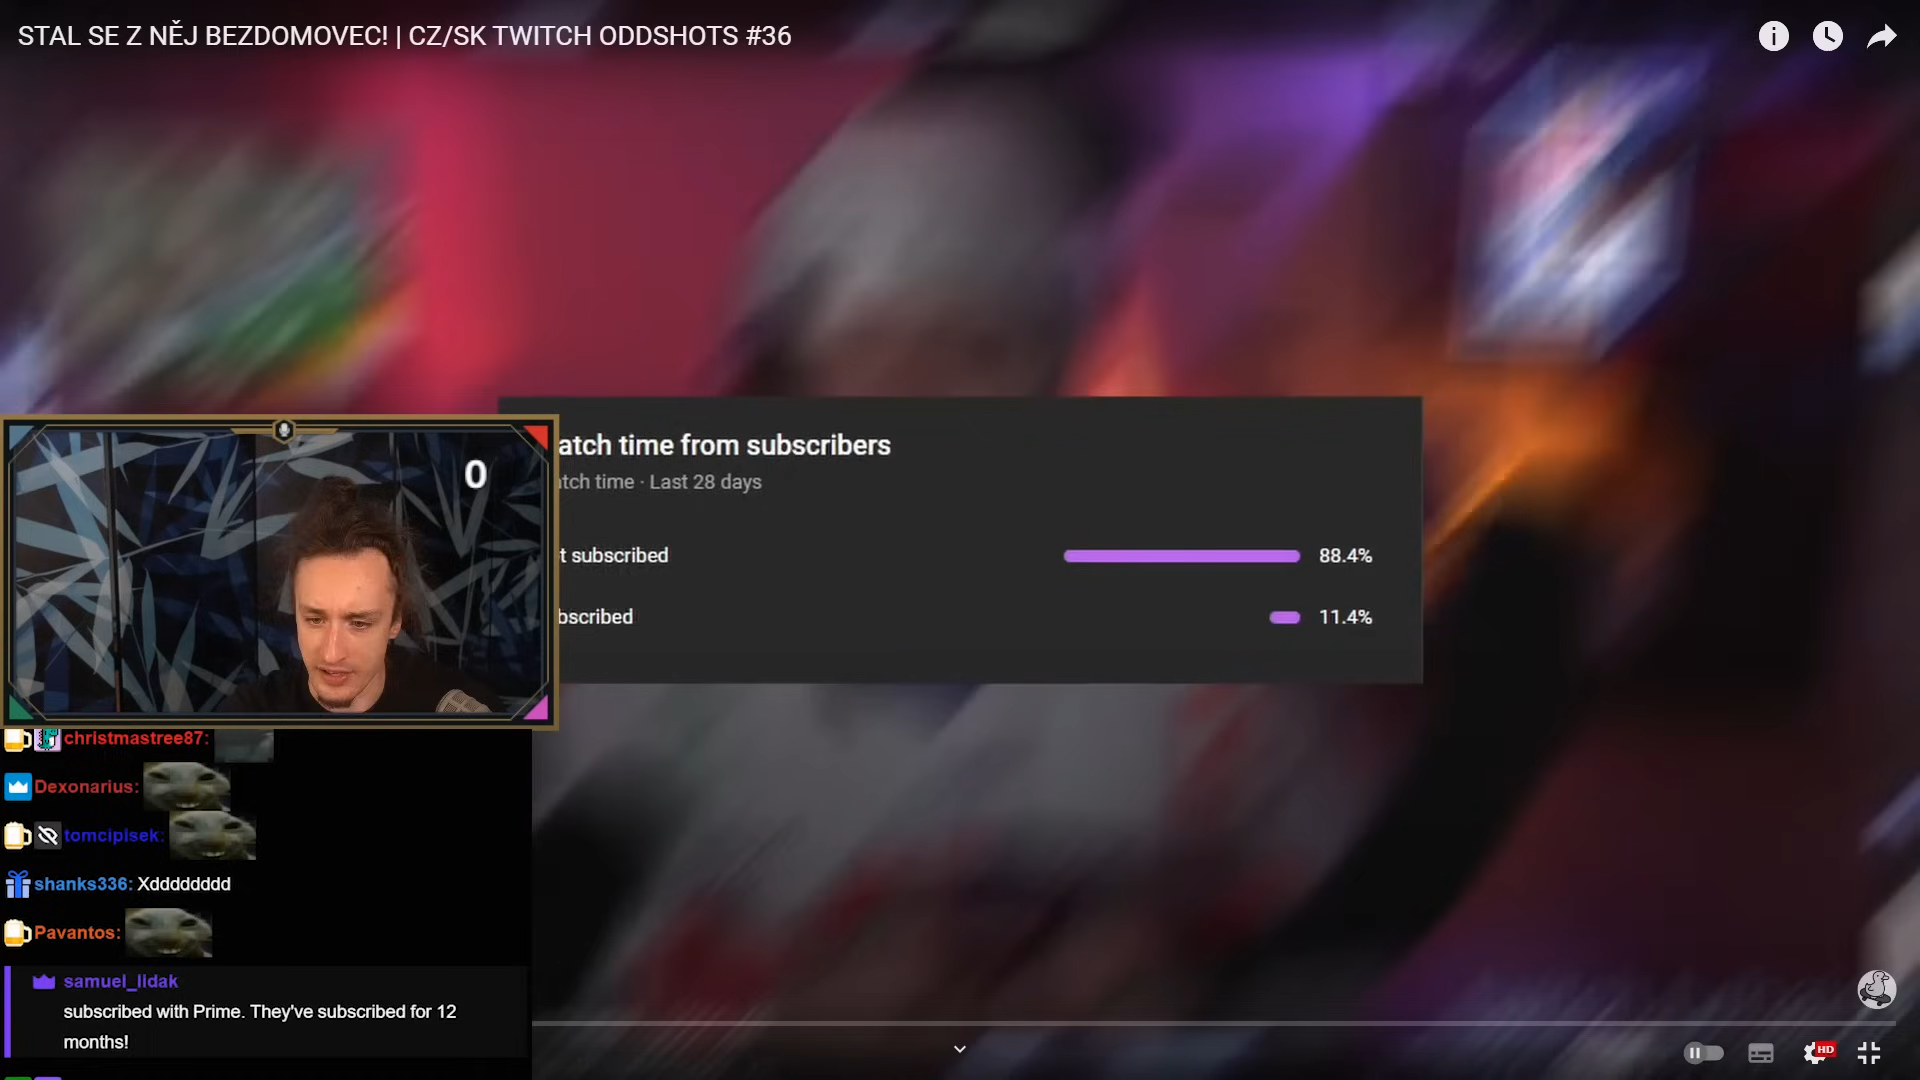 STAL SE Z NĚJ BEZDOMOVEC! | CZ/SK TWITCH ODDSHOTS #36
atch time from subscribers
tch time · Last 28 days
0
t subscribed 88.4%
bscribed 11.4%
christmastree87:
Dexonarius:
tomcipisek:
shanks336: Xdddddddd
Pavantos:
samuel_lidak
subscribed with Prime. They've subscribed for 12
months!
HD